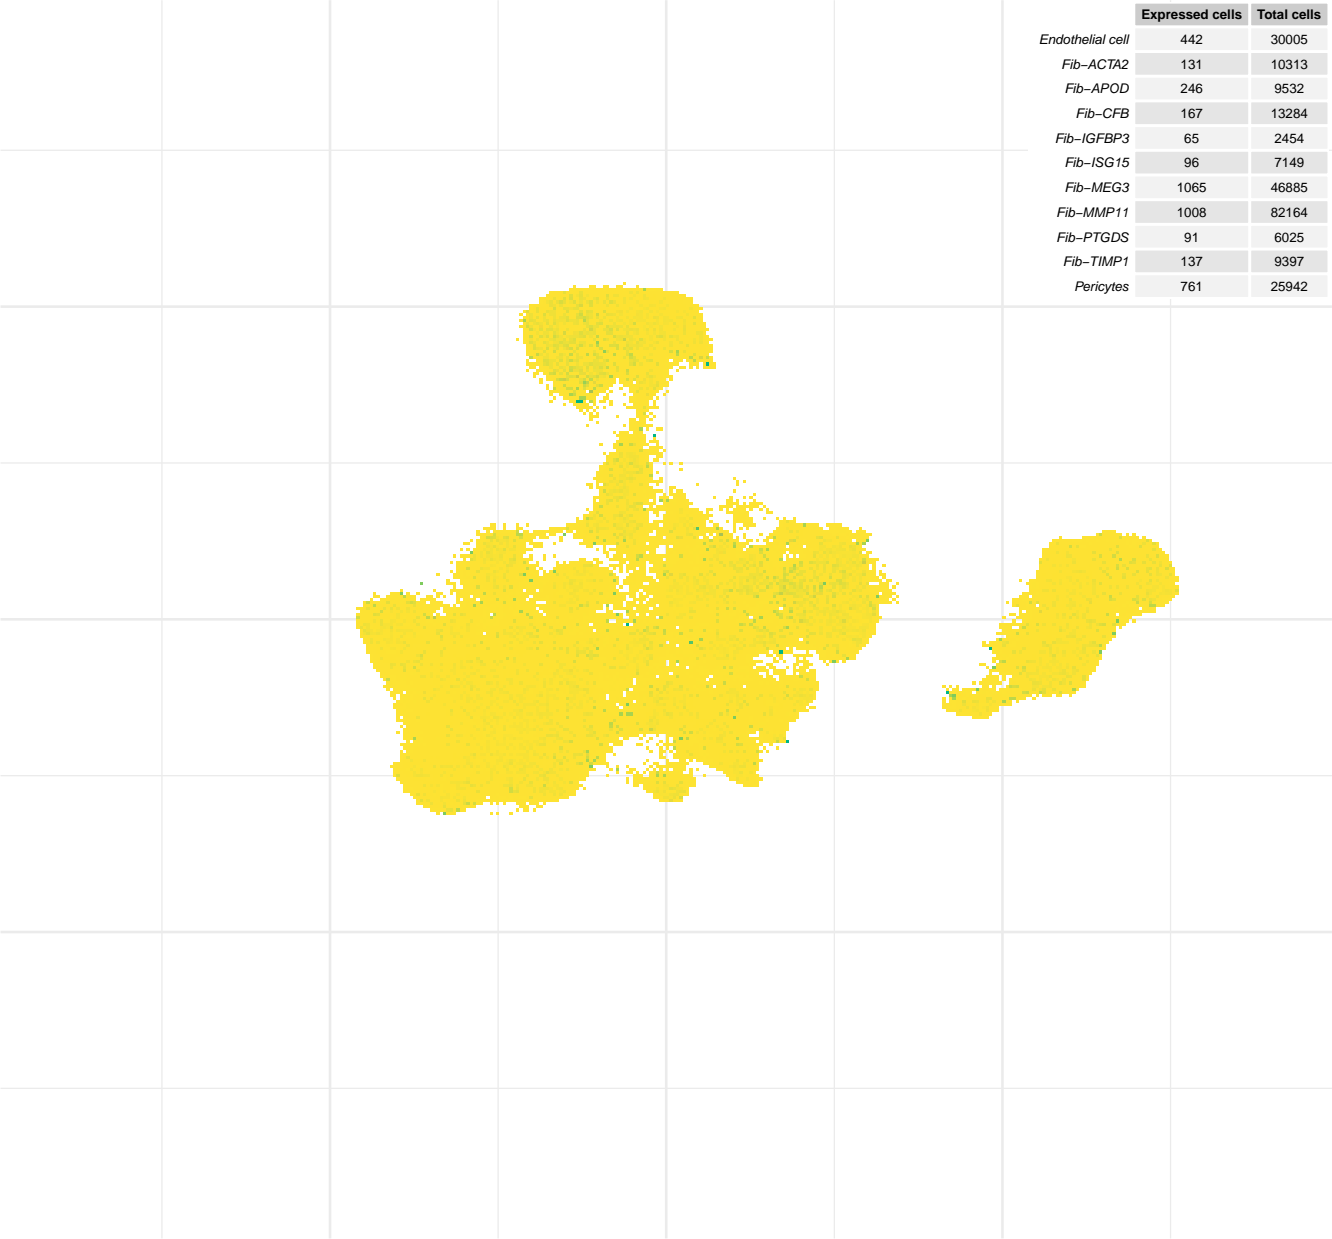 Expressed cells Total cells
Endothelial cell 442 30005
Fib−ACTA2 131 10313
Fib−APOD 246 9532
Fib−CFB 167 13284
Fib−IGFBP3 65 2454
Fib−ISG15 96 7149
Fib−MEG3 1065 46885
Fib−MMP11 1008 82164
Fib−PTGDS 91 6025
Fib−TIMP1 137 9397
Pericytes 761 25942